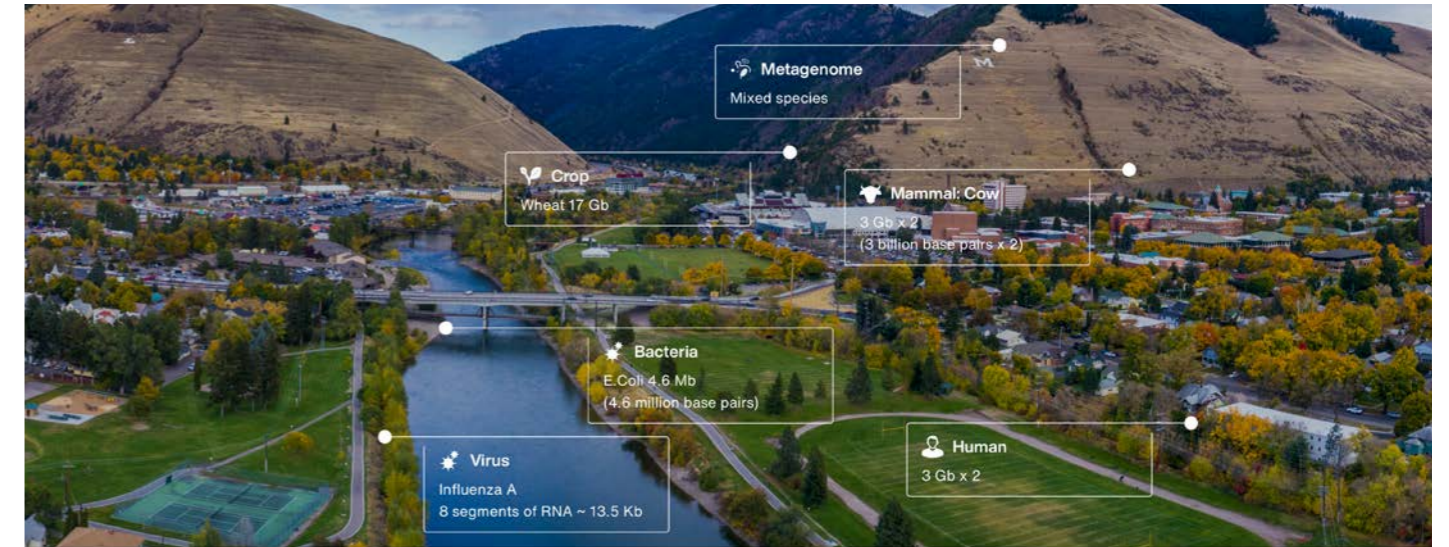 M
Metagenome
Mixed species
Crop
Wheat 17 Gb
Mammal: Cow
3 Gb x 2
(3 billion base pairs x 2)
Bacteria
E.Coli 4.6 Mb
(4.6 million base pairs)
Virus
Influenza A
8 segments of RNA ~ 13.5 Kb
Human
3 Gb x 2